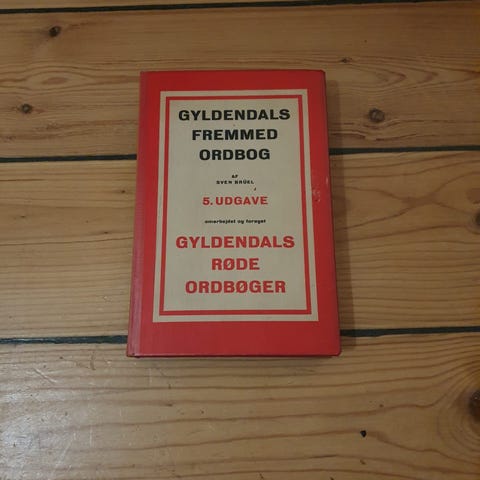 GYLDENDALS
FREMMED
ORDBOG
AF
SVEN BRÜEL
5. UDGAVE
omarbejdet og forøget
GYLDENDALS
RØDE
ORDBØGER